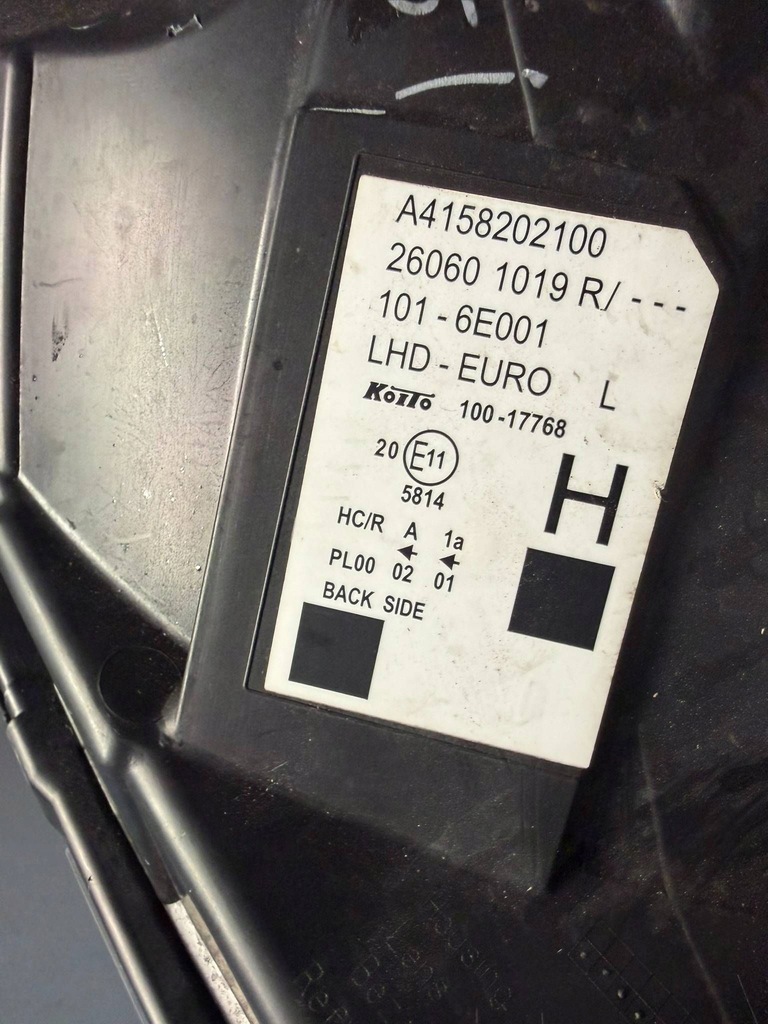 A4158202100
26060 1019 R/ - - -
101 - 6E001
LHD - EURO L
KOITO 100 -17768
20 E11
5814
H
HC/R A 1a
PL00 02 01
BACK SIDE